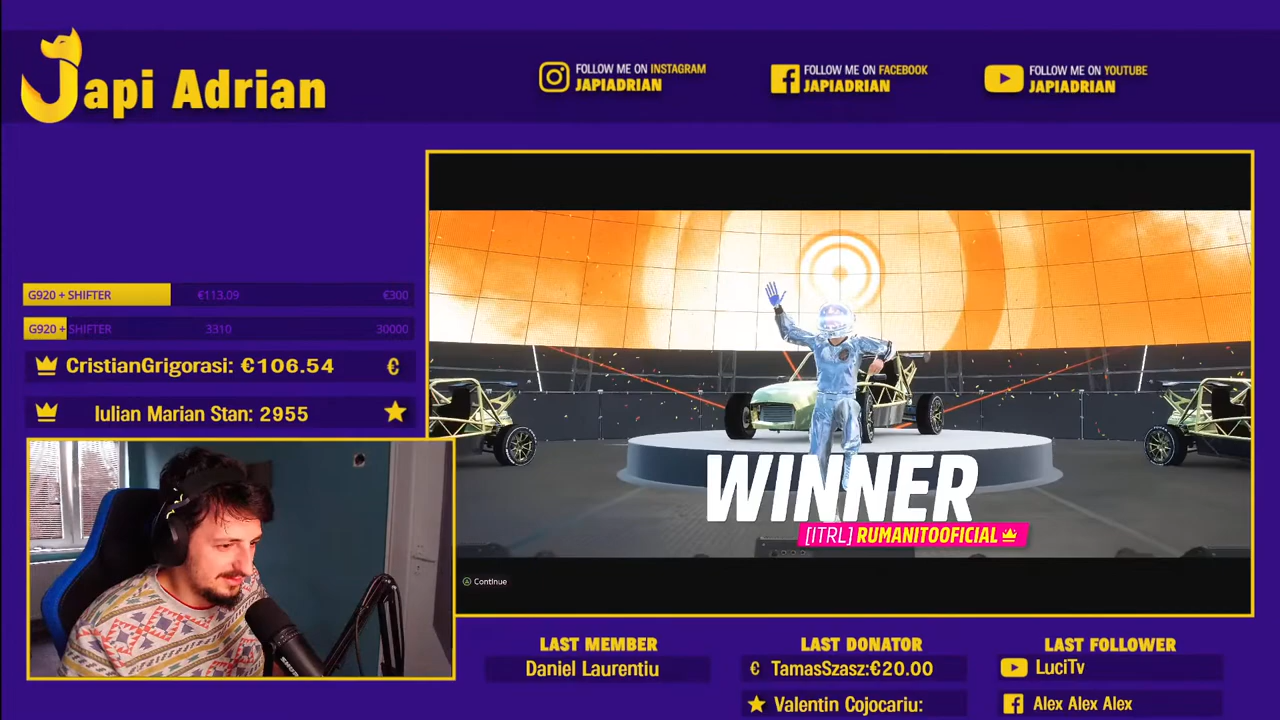 Japi Adrian
FOLLOW ME ON INSTAGRAM
JAPIADRIAN
FOLLOW ME ON FACEBOOK
JAPIADRIAN
FOLLOW ME ON YOUTUBE
JAPIADRIAN
G920 + SHIFTER €113.09 €300
G920 + SHIFTER 3310 30000
CristianGrigorasi: €106.54 €
Iulian Marian Stan: 2955
WINNER
[ITRL] RUMANITOOFICIAL
A Continue
SHURE
LAST MEMBER
Daniel Laurentiu
LAST DONATOR
€ TamasSzasz:€20.00
Valentin Cojocariu:
LAST FOLLOWER
LuciTv
Alex Alex Alex